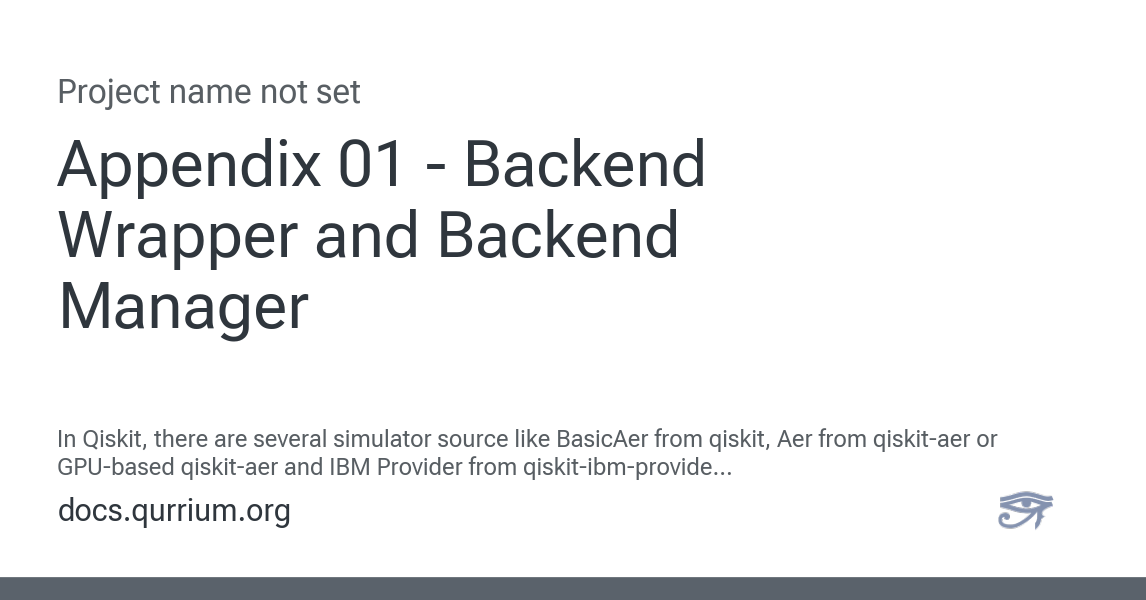 Project name not set
Appendix 01 - Backend
Wrapper and Backend
Manager
In Qiskit, there are several simulator source like BasicAer from qiskit, Aer from qiskit-aer or
GPU-based qiskit-aer and IBM Provider from qiskit-ibm-provide...
docs.qurrium.org